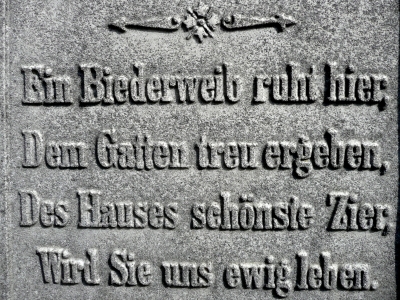 Ein Biederweib ruht hier,
Dem Gatten treu ergeben,
Des Hauses schönste Zier,
Wird Sie uns ewig leben.